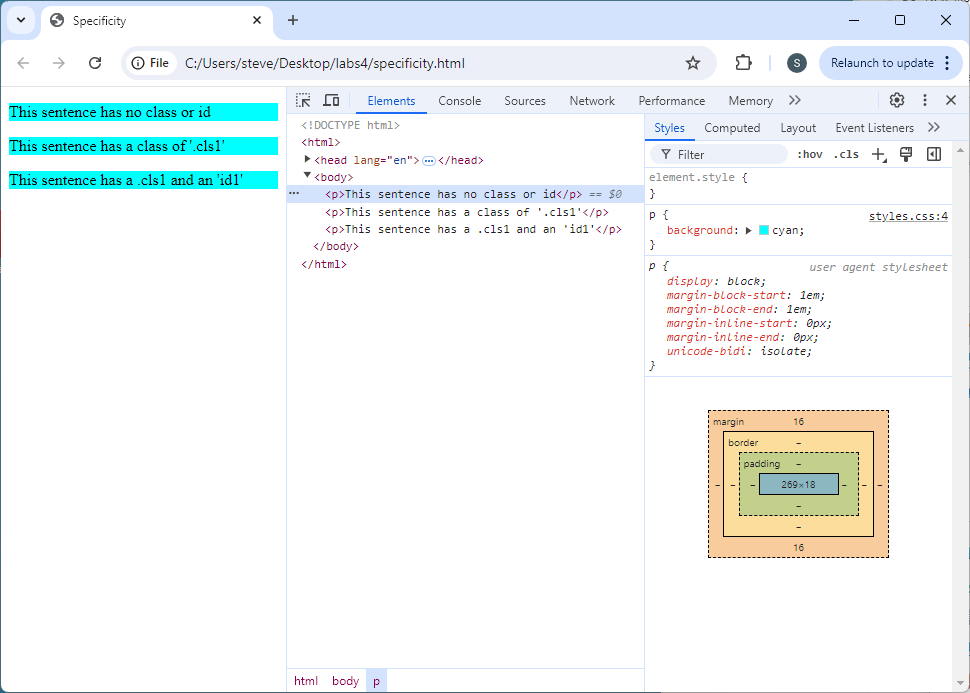 Specificity
File C:/Users/steve/Desktop/labs4/specificity.html S Relaunch to update
This sentence has no class or id
This sentence has a class of '.cls1'
This sentence has a .cls1 and an 'id1'
Elements Console Sources Network Performance Memory
<!DOCTYPE html>
<html>
<head lang="en"> … </head>
<body>
… <p>This sentence has no class or id</p> == $0
<p>This sentence has a class of '.cls1'</p>
<p>This sentence has a .cls1 and an 'id1'</p>
</body>
</html>
html body p
Styles Computed Layout Event Listeners
Filter :hov .cls
element.style {
}
p { styles.css:4
background: cyan;
}
p { user agent stylesheet
display: block;
margin-block-start: 1em;
margin-block-end: 1em;
margin-inline-start: 0px;
margin-inline-end: 0px;
unicode-bidi: isolate;
}
margin 16
border –
padding –
– – – 269×18 – – –
–
–
16